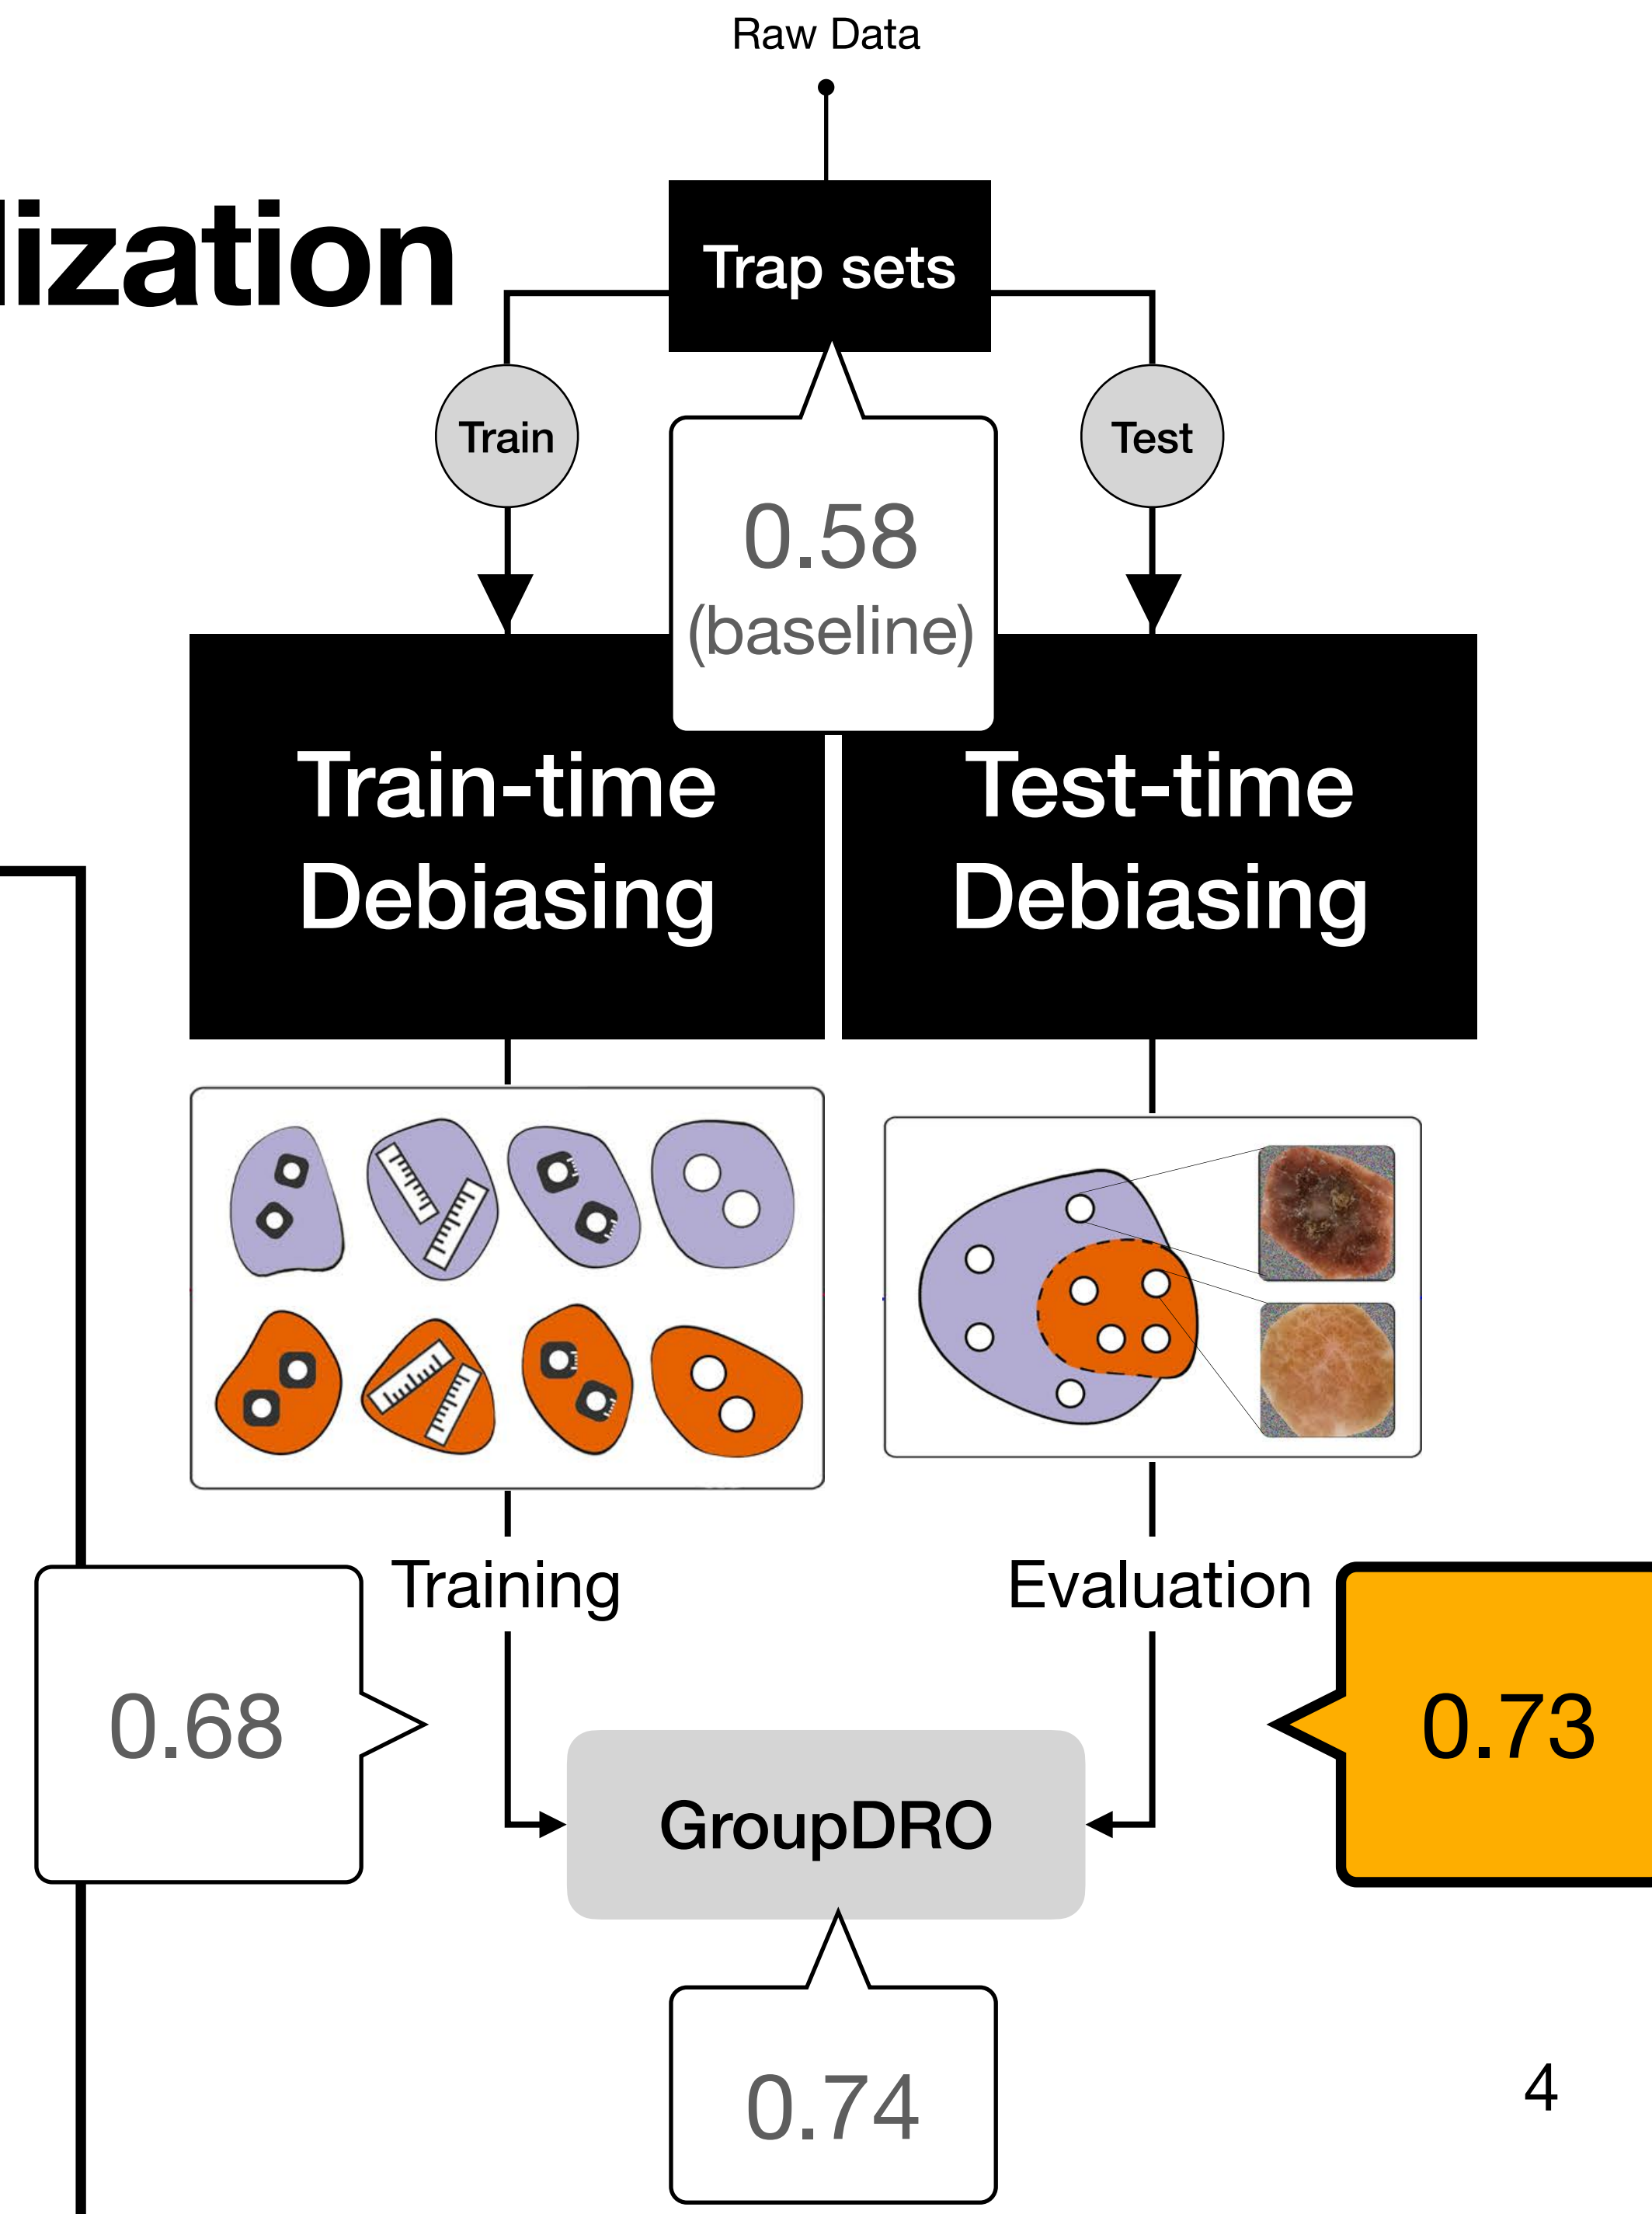 Raw Data
lization
Trap sets
Train
Test
0.58
(baseline)
Train-time
Debiasing
Test-time
Debiasing
Training
Evaluation
0.68
0.73
GroupDRO
0.74
4